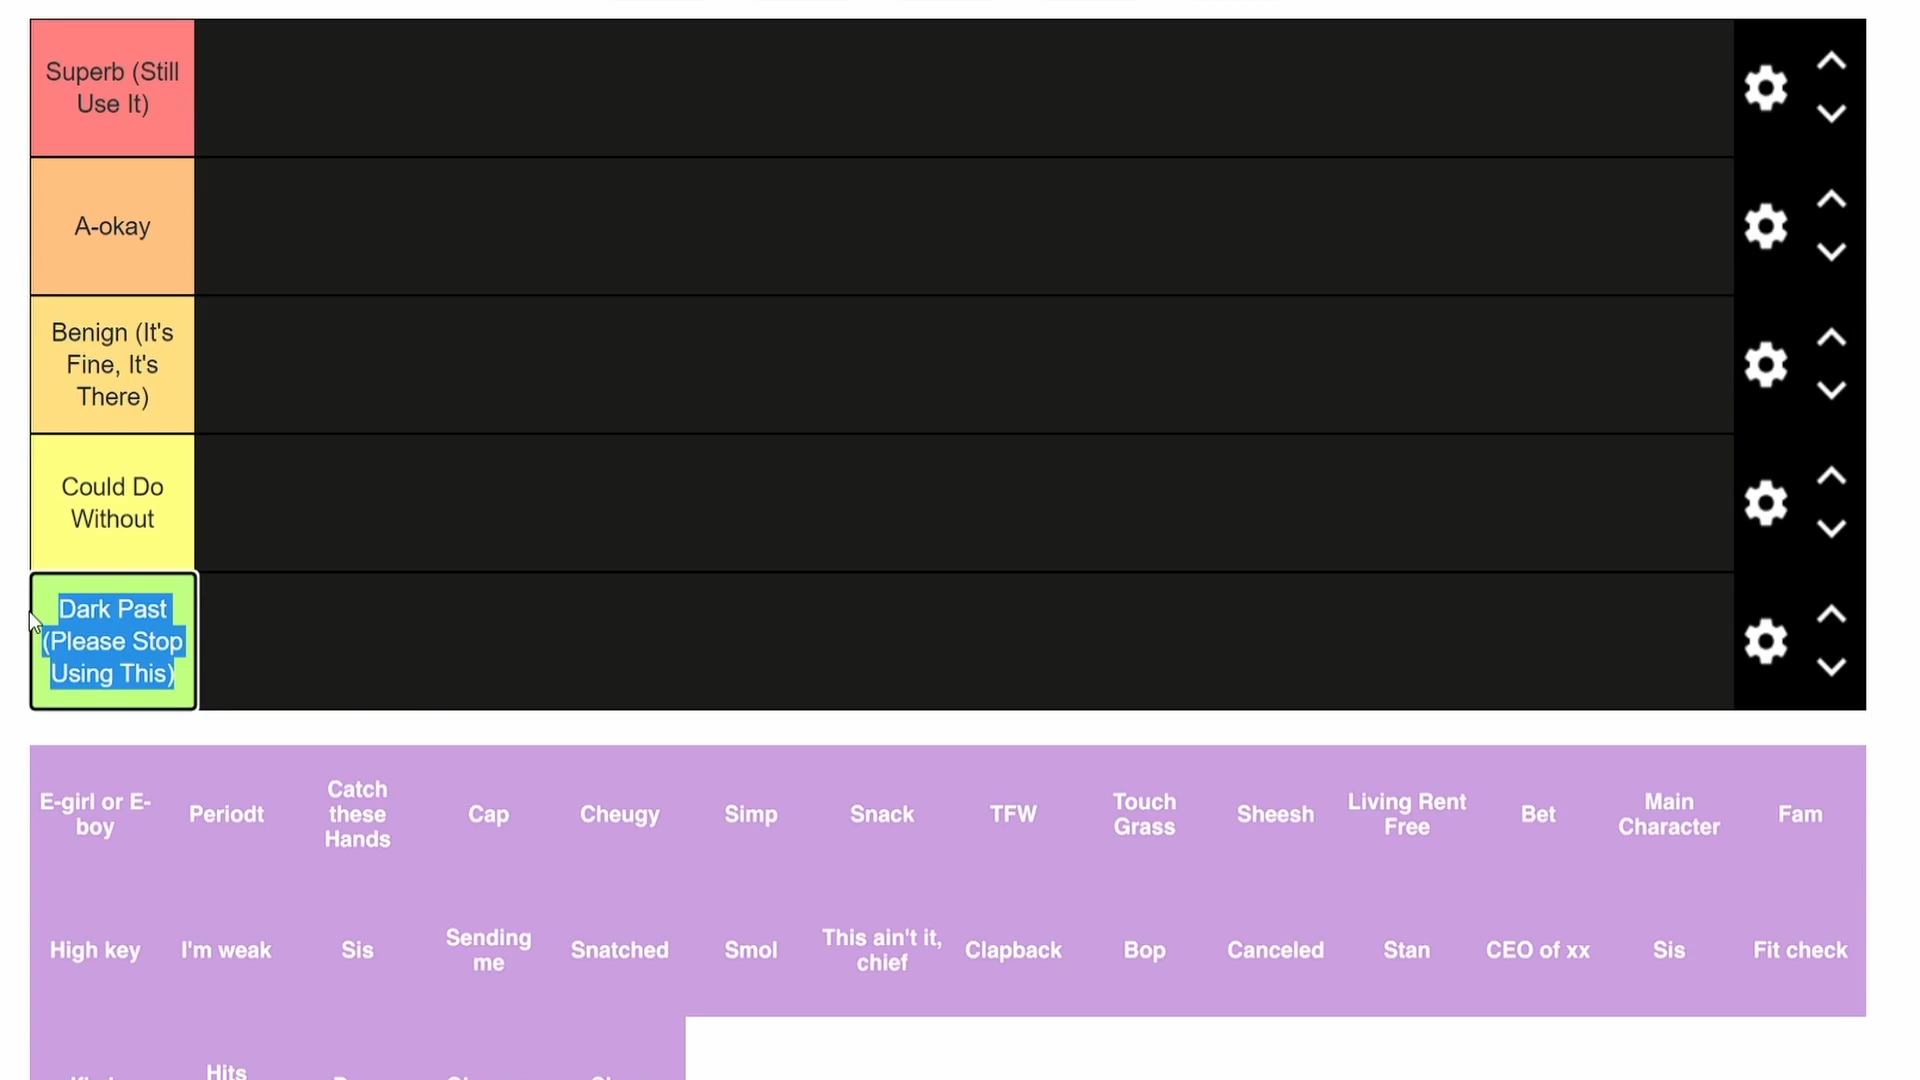 Superb (Still
Use It)
A-okay
Benign (It's
Fine, It's
There)
Could Do
Without
Dark Past
(Please Stop
Using This)
E-girl or E-
boy
Periodt
Catch
these
Hands
Cap
Cheugy
Simp
Snack
TFW
Touch
Grass
Sheesh
Living Rent
Free
Bet
Main
Character
Fam
High key
I'm weak
Sis
Sending
me
Snatched
Smol
This ain't it,
chief
Clapback
Bop
Canceled
Stan
CEO of xx
Sis
Fit check
Hits